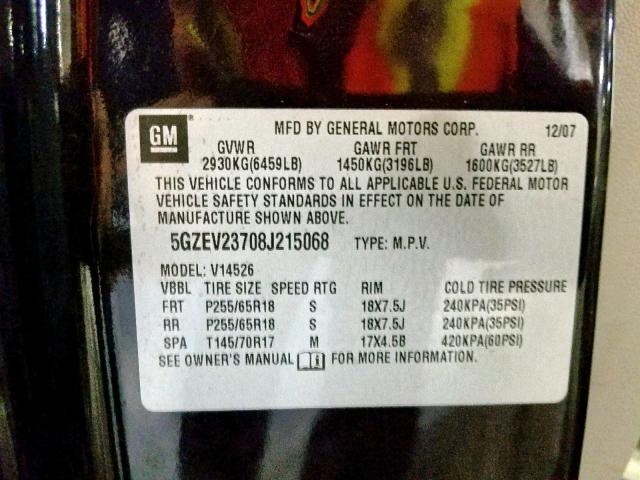 GM
MFD BY GENERAL MOTORS CORP. 12/07
GVWR GAWR FRT GAWR RR
2930KG(6459LB) 1450KG(3196LB) 1600KG(3527LB)
THIS VEHICLE CONFORMS TO ALL APPLICABLE U.S. FEDERAL MOTOR
VEHICLE SAFETY STANDARDS IN EFFECT ON THE DATE OF
MANUFACTURE SHOWN ABOVE.
5GZEV23708J215068 TYPE: M.P.V.
MODEL: V14526
VBBL TIRE SIZE SPEED RTG RIM COLD TIRE PRESSURE
FRT P255/65R18 S 18X7.5J 240KPA(35PSI)
RR P255/65R18 S 18X7.5J 240KPA(35PSI)
SPA T145/70R17 M 17X4.5B 420KPA(60PSI)
SEE OWNER'S MANUAL FOR MORE INFORMATION.